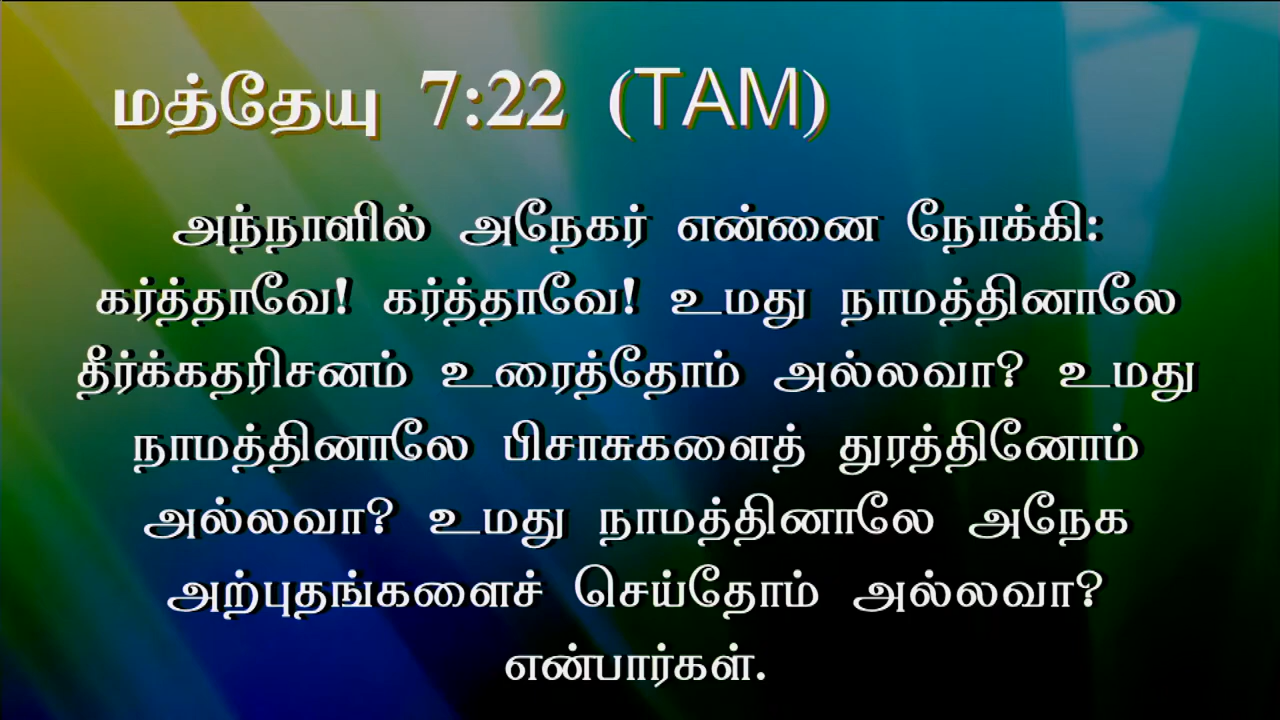 மத்தேயு 7:22 (TAM)
அந்நாளில் அநேகர் என்னை நோக்கி:
கர்த்தாவே! கர்த்தாவே! உமது நாமத்தினாலே
தீர்க்கதரிசனம் உரைத்தோம் அல்லவா? உமது
நாமத்தினாலே பிசாசுகளைத் துரத்தினோம்
அல்லவா? உமது நாமத்தினாலே அநேக
அற்புதங்களைச் செய்தோம் அல்லவா?
என்பார்கள்.